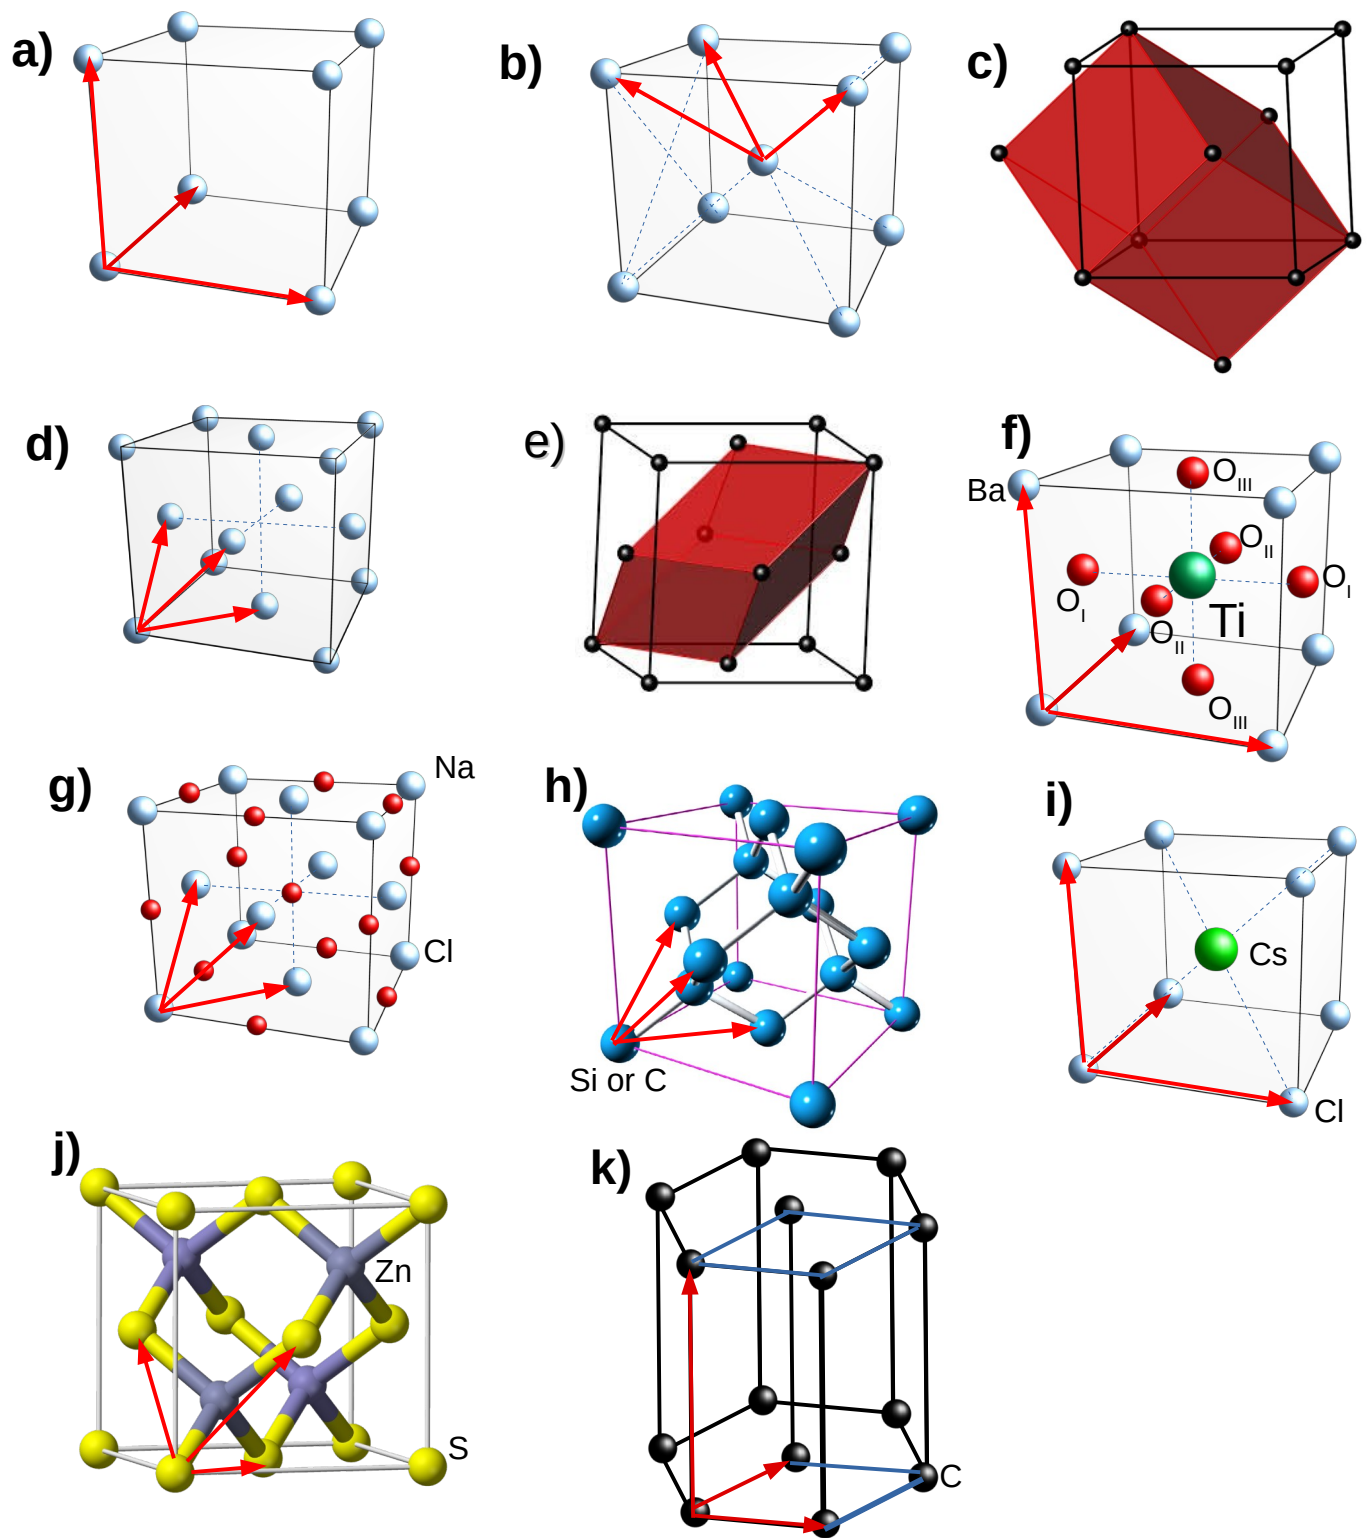 a)
b)
c)
d)
e)
f)
Ba
O_III
O_II
O_I
O_I
O_II
Ti
O_III
g)
Na
Cl
h)
Si or C
i)
Cs
Cl
j)
Zn
S
k)
C